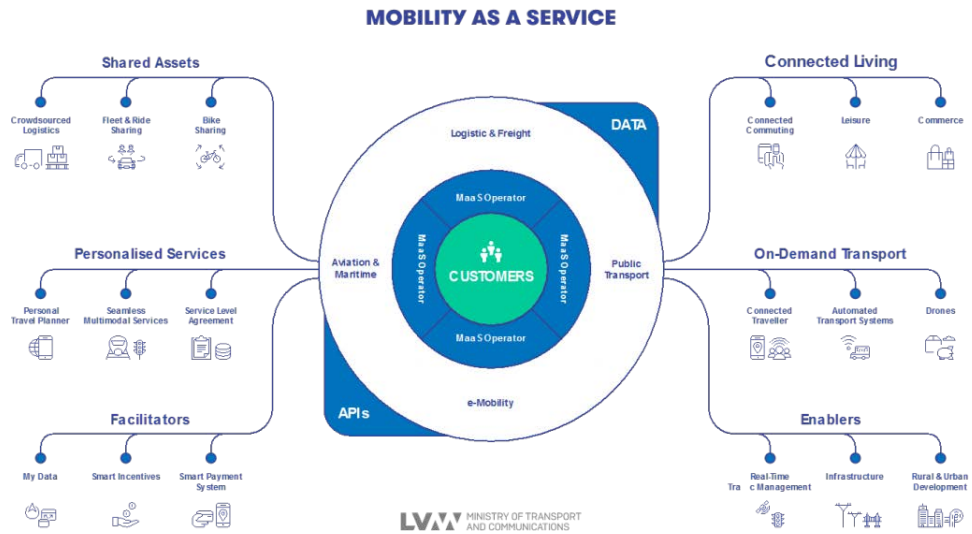 MOBILITY AS A SERVICE
Shared Assets
Crowdsourced
Logistics
Fleet & Ride
Sharing
Bike
Sharing
Personalised Services
Personal
Travel Planner
Seamless
Multimodal Services
Service Level
Agreement
Facilitators
My Data
Smart Incentives
Smart Payment
System
DATA
Logistic & Freight
MaaS Operator
MaaS Operator
MaaS Operator
MaaS Operator
CUSTOMERS
Aviation &
Maritime
Public
Transport
e-Mobility
APIs
Connected Living
Connected
Commuting
Leisure
Commerce
On-Demand Transport
Connected
Traveller
Automated
Transport Systems
Drones
Enablers
Real-Time
Tra c Management
Infrastructure
Rural & Urban
Development
LVM MINISTRY OF TRANSPORT
AND COMMUNICATIONS